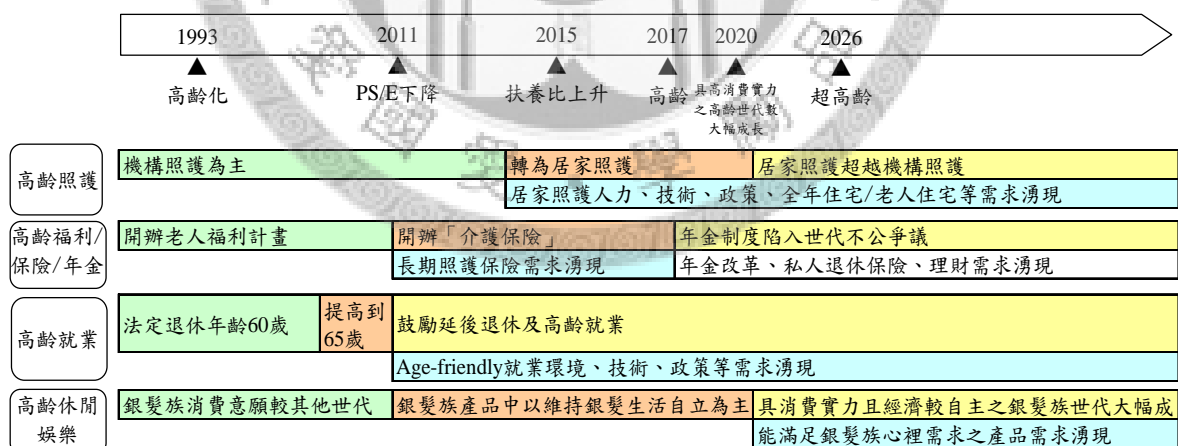 1993 2011 2015 2017 2020 2026
高齡化 PS/E下降 扶養比上升 高齡 具高消費實力
之高齡世代數
大幅成長 超高齡
高齡照護
機構照護為主 轉為居家照護 居家照護超越機構照護
居家照護人力、技術、政策、全年住宅/老人住宅等需求湧現
高齡福利/
保險/年金
開辦老人福利計畫 開辦「介護保險」 年金制度陷入世代不公爭議
長期照護保險需求湧現 年金改革、私人退休保險、理財需求湧現
高齡就業
法定退休年齡60歲 提高到
65歲 鼓勵延後退休及高齡就業
Age-friendly就業環境、技術、政策等需求湧現
高齡休閒
娛樂
銀髮族消費意願較其他世代 銀髮族產品中以維持銀髮生活自立為主 具消費實力且經濟較自主之銀髮族世代大幅成
能滿足銀髮族心裡需求之產品需求湧現